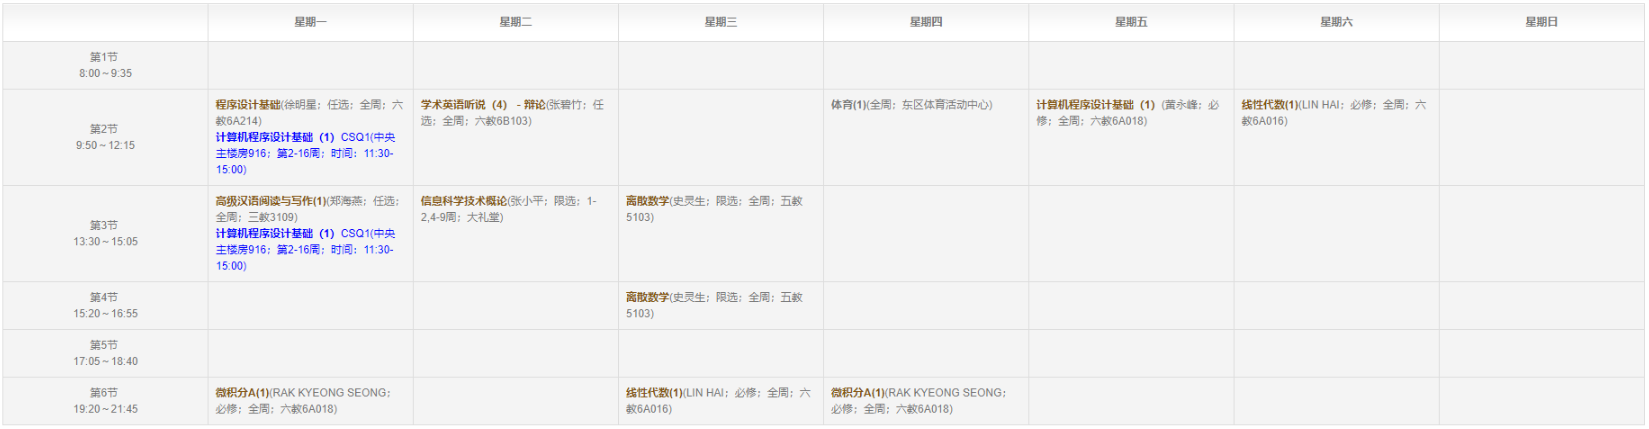 星期一 星期二 星期三 星期四 星期五 星期六 星期日
第1节
8:00～9:35
第2节
9:50～12:15
程序设计基础(徐明星；任选；全周；六
教6A214)
计算机程序设计基础（1）CSQ1(中央
主楼房916；第2-16周；时间：11:30-
15:00)
学术英语听说（4） - 辩论(张碧竹；任
选；全周；六教6B103)
体育(1)(全周；东区体育活动中心)
计算机程序设计基础（1）(黄永峰；必
修；全周；六教6A018)
线性代数(1)(LIN HAI；必修；全周；六
教6A016)
第3节
13:30～15:05
高级汉语阅读与写作(1)(郑海燕；任选；
全周；三教3109)
计算机程序设计基础（1）CSQ1(中央
主楼房916；第2-16周；时间：11:30-
15:00)
信息科学技术概论(张小平；限选；1-
2,4-9周；大礼堂)
离散数学(史灵生；限选；全周；五教
5103)
第4节
15:20～16:55
离散数学(史灵生；限选；全周；五教
5103)
第5节
17:05～18:40
第6节
19:20～21:45
微积分A(1)(RAK KYEONG SEONG；
必修；全周；六教6A018)
线性代数(1)(LIN HAI；必修；全周；六
教6A016)
微积分A(1)(RAK KYEONG SEONG；
必修；全周；六教6A018)